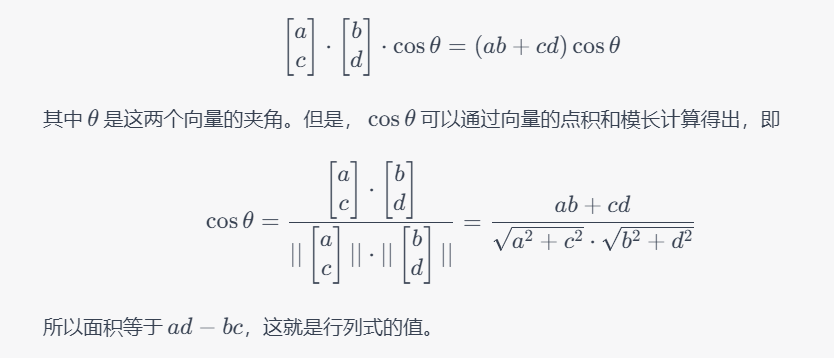 $$\begin{bmatrix} a \\ c \end{bmatrix} \cdot \begin{bmatrix} b \\ d \end{bmatrix} \cdot \cos\theta = (ab + cd)\cos\theta$$
其中 $\theta$ 是这两个向量的夹角。但是， $\cos\theta$ 可以通过向量的点积和模长计算得出，即
$$\cos\theta = \frac{\begin{bmatrix} a \\ c \end{bmatrix} \cdot \begin{bmatrix} b \\ d \end{bmatrix}}{||\begin{bmatrix} a \\ c \end{bmatrix}|| \cdot ||\begin{bmatrix} b \\ d \end{bmatrix}||} = \frac{ab + cd}{\sqrt{a^2 + c^2} \cdot \sqrt{b^2 + d^2}}$$
所以面积等于 $ad - bc$，这就是行列式的值。